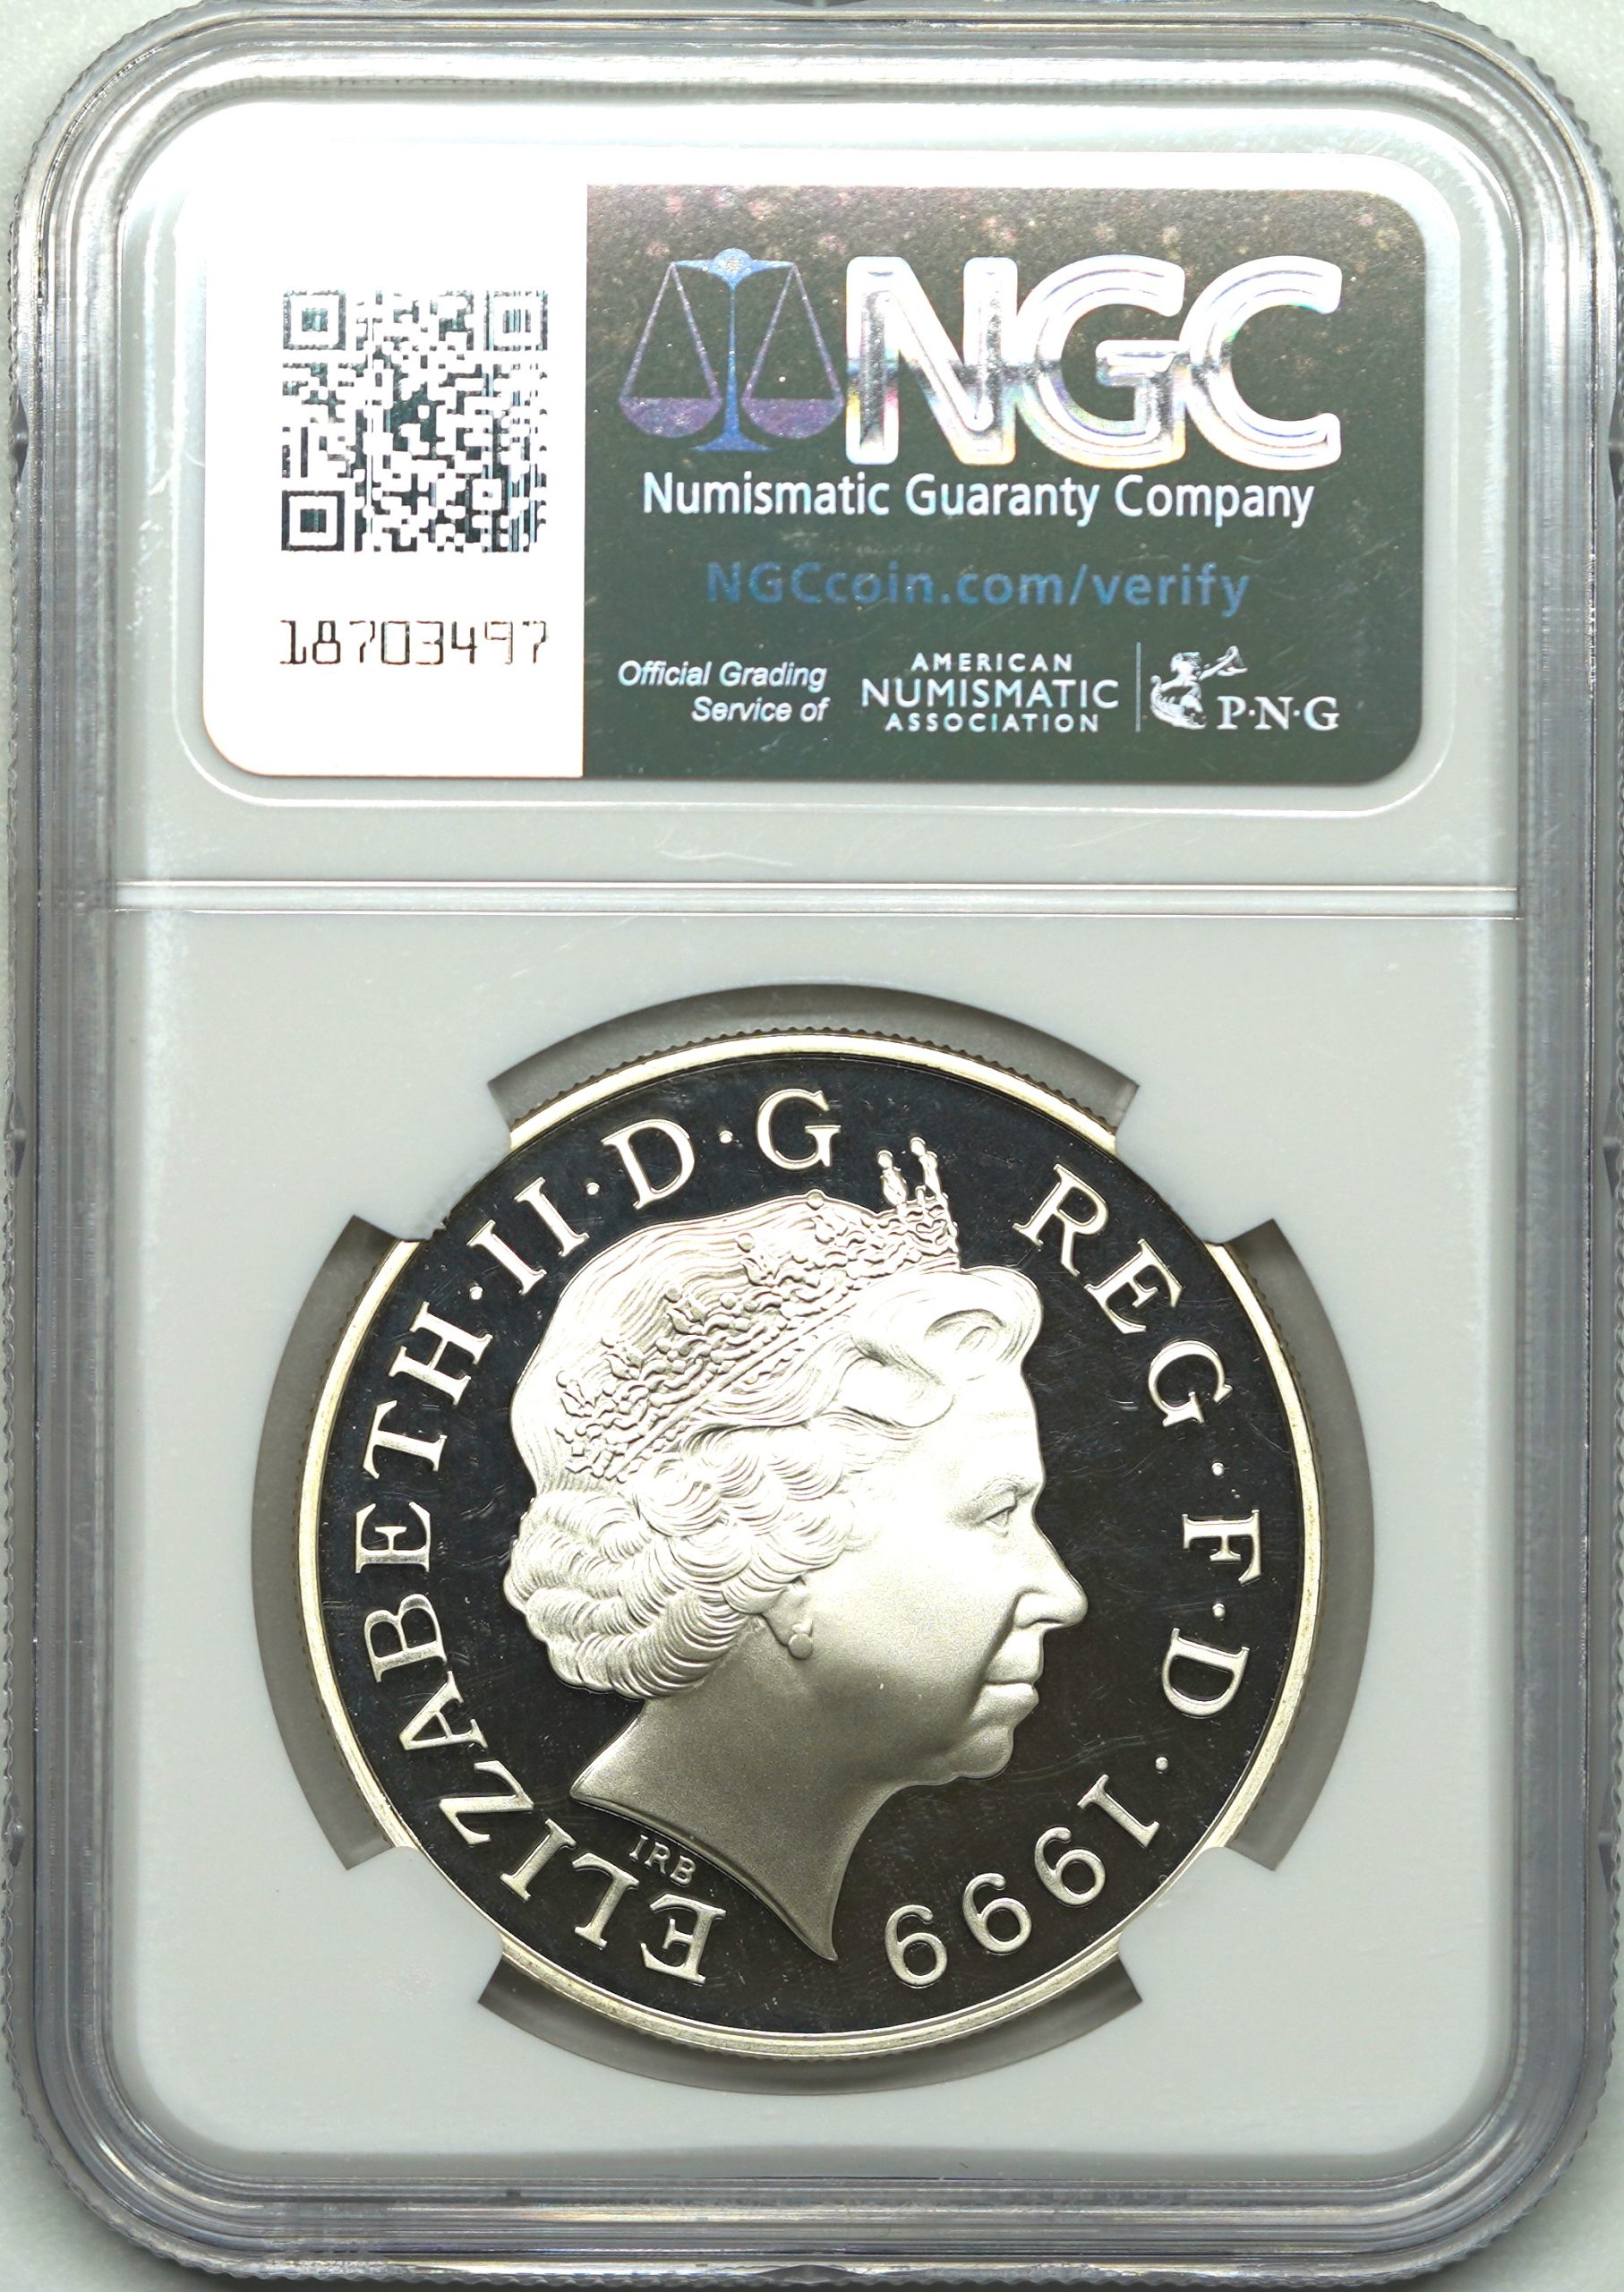 NGC
Numismatic Guaranty Company
NGCcoin.com/verify
18703497
Official Grading
Service of
AMERICAN
NUMISMATIC
ASSOCIATION
P·N·G
ELIZABETH·II·D·G REG·F·D·1999
IRB